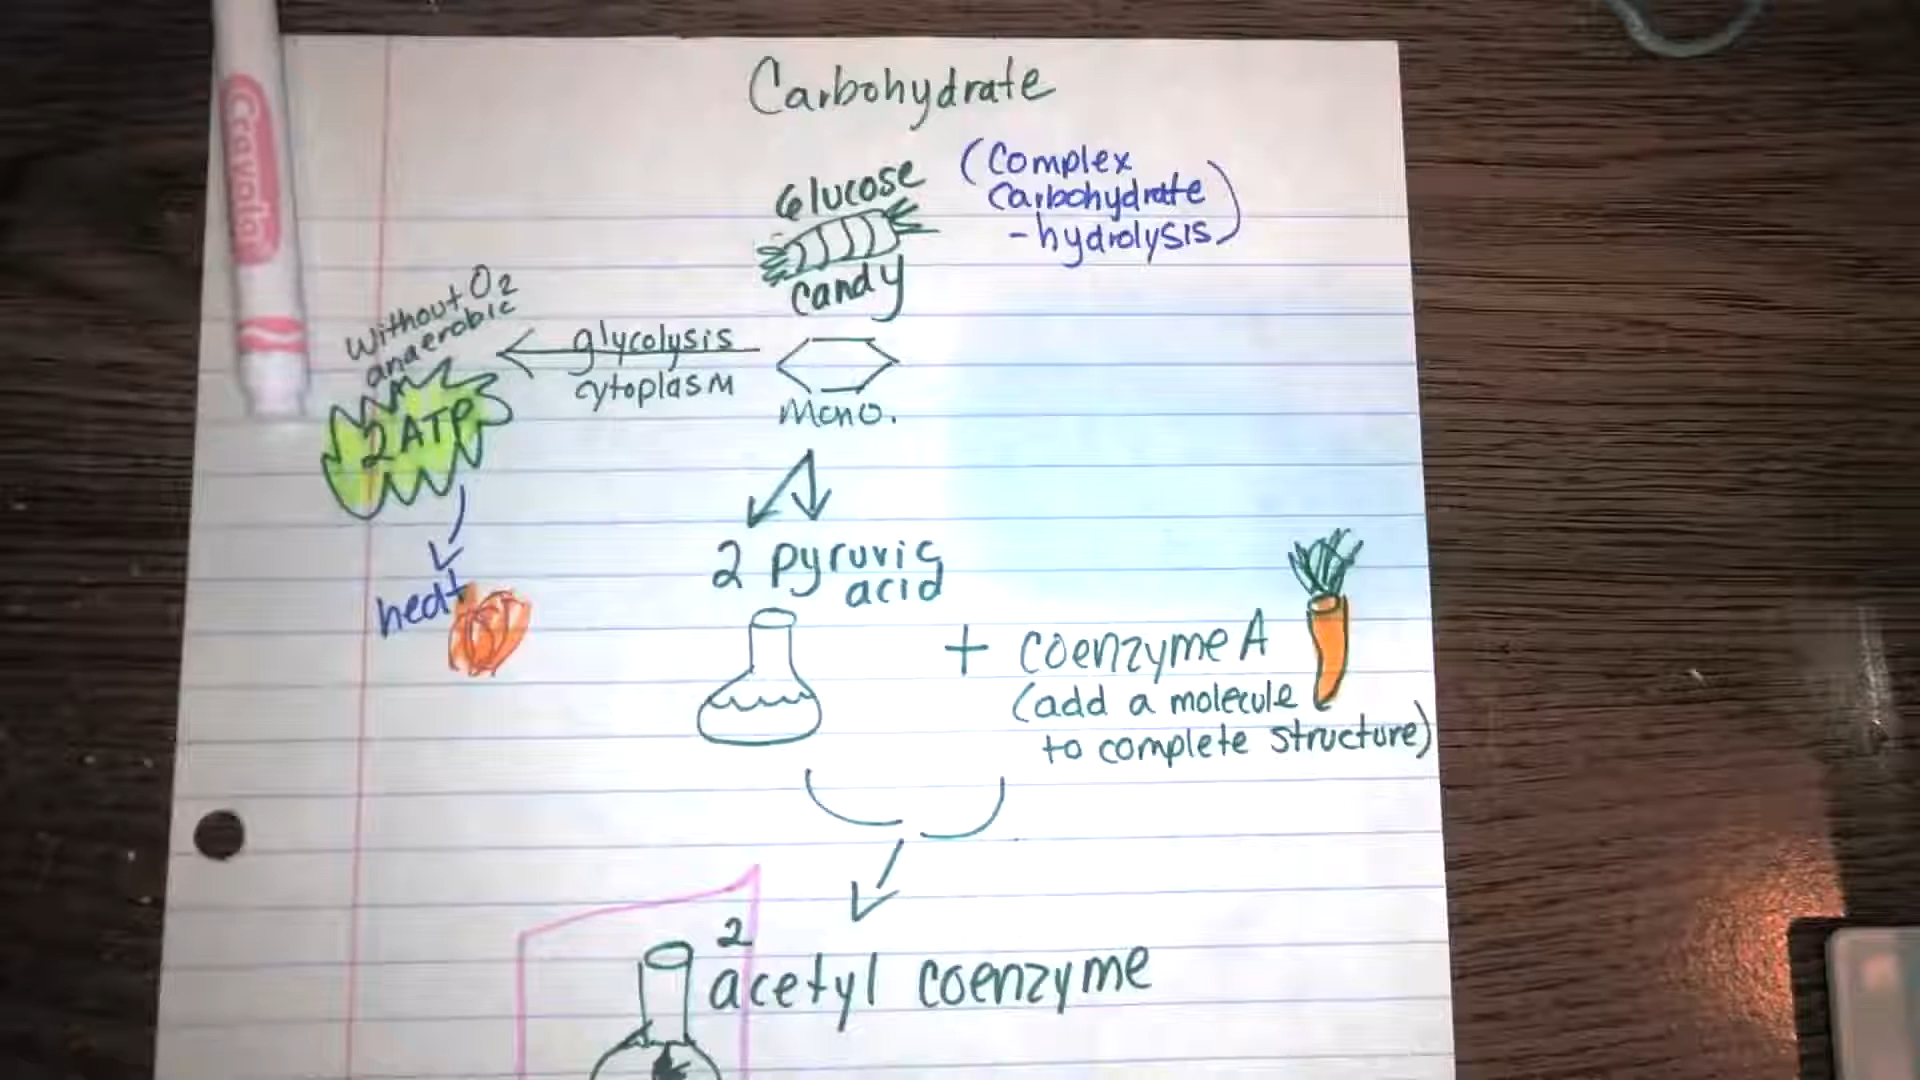 Carbohydrate
Glucose
candy
(Complex
Carbohydrate
- hydrolysis)
Crayola
Without O2
anaerobic
glycolysis
cytoplasm
Mono.
2 ATP
heat
2 pyruvic
acid
+ coenzyme A
(add a molecule
to complete structure)
2
acetyl coenzyme